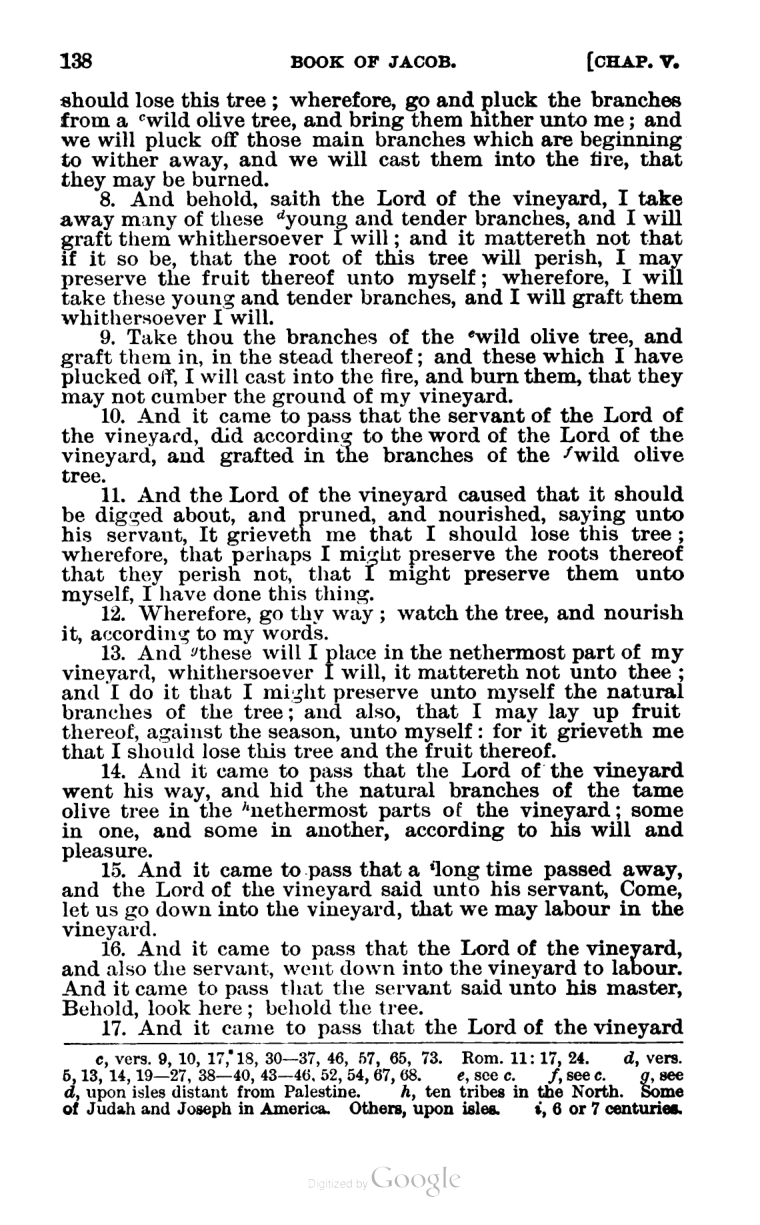 138 BOOK OF JACOB. [CHAP. V.
should lose this tree; wherefore, go and pluck the branches
from a ᶜwild olive tree, and bring them hither unto me; and
we will pluck off those main branches which are beginning
to wither away, and we will cast them into the fire, that
they may be burned.
8. And behold, saith the Lord of the vineyard, I take
away many of these ᵈyoung and tender branches, and I will
graft them whithersoever I will; and it mattereth not that
if it so be, that the root of this tree will perish, I may
preserve the fruit thereof unto myself; wherefore, I will
take these young and tender branches, and I will graft them
whithersoever I will.
9. Take thou the branches of the ᵉwild olive tree, and
graft them in, in the stead thereof; and these which I have
plucked off, I will cast into the fire, and burn them, that they
may not cumber the ground of my vineyard.
10. And it came to pass that the servant of the Lord of
the vineyard, did according to the word of the Lord of the
vineyard, and grafted in the branches of the ᶠwild olive
tree.
11. And the Lord of the vineyard caused that it should
be digged about, and pruned, and nourished, saying unto
his servant, It grieveth me that I should lose this tree;
wherefore, that perhaps I might preserve the roots thereof
that they perish not, that I might preserve them unto
myself, I have done this thing.
12. Wherefore, go thy way; watch the tree, and nourish
it, according to my words.
13. And ᵍthese will I place in the nethermost part of my
vineyard, whithersoever I will, it mattereth not unto thee;
and I do it that I might preserve unto myself the natural
branches of the tree; and also, that I may lay up fruit
thereof, against the season, unto myself: for it grieveth me
that I should lose this tree and the fruit thereof.
14. And it came to pass that the Lord of the vineyard
went his way, and hid the natural branches of the tame
olive tree in the ʰnethermost parts of the vineyard; some
in one, and some in another, according to his will and
pleasure.
15. And it came to pass that a ⁱlong time passed away,
and the Lord of the vineyard said unto his servant, Come,
let us go down into the vineyard, that we may labour in the
vineyard.
16. And it came to pass that the Lord of the vineyard,
and also the servant, went down into the vineyard to labour.
And it came to pass that the servant said unto his master,
Behold, look here; behold the tree.
17. And it came to pass that the Lord of the vineyard
c, vers. 9, 10, 17, 18, 30—37, 46, 57, 65, 73. Rom. 11: 17, 24. d, vers.
5, 13, 14, 19—27, 38—40, 43—46, 52, 54, 67, 68. e, see c. f, see c. g, see
d, upon isles distant from Palestine. h, ten tribes in the North. Some
of Judah and Joseph in America. Others, upon isles. i, 6 or 7 centuries.
Digitized by Google